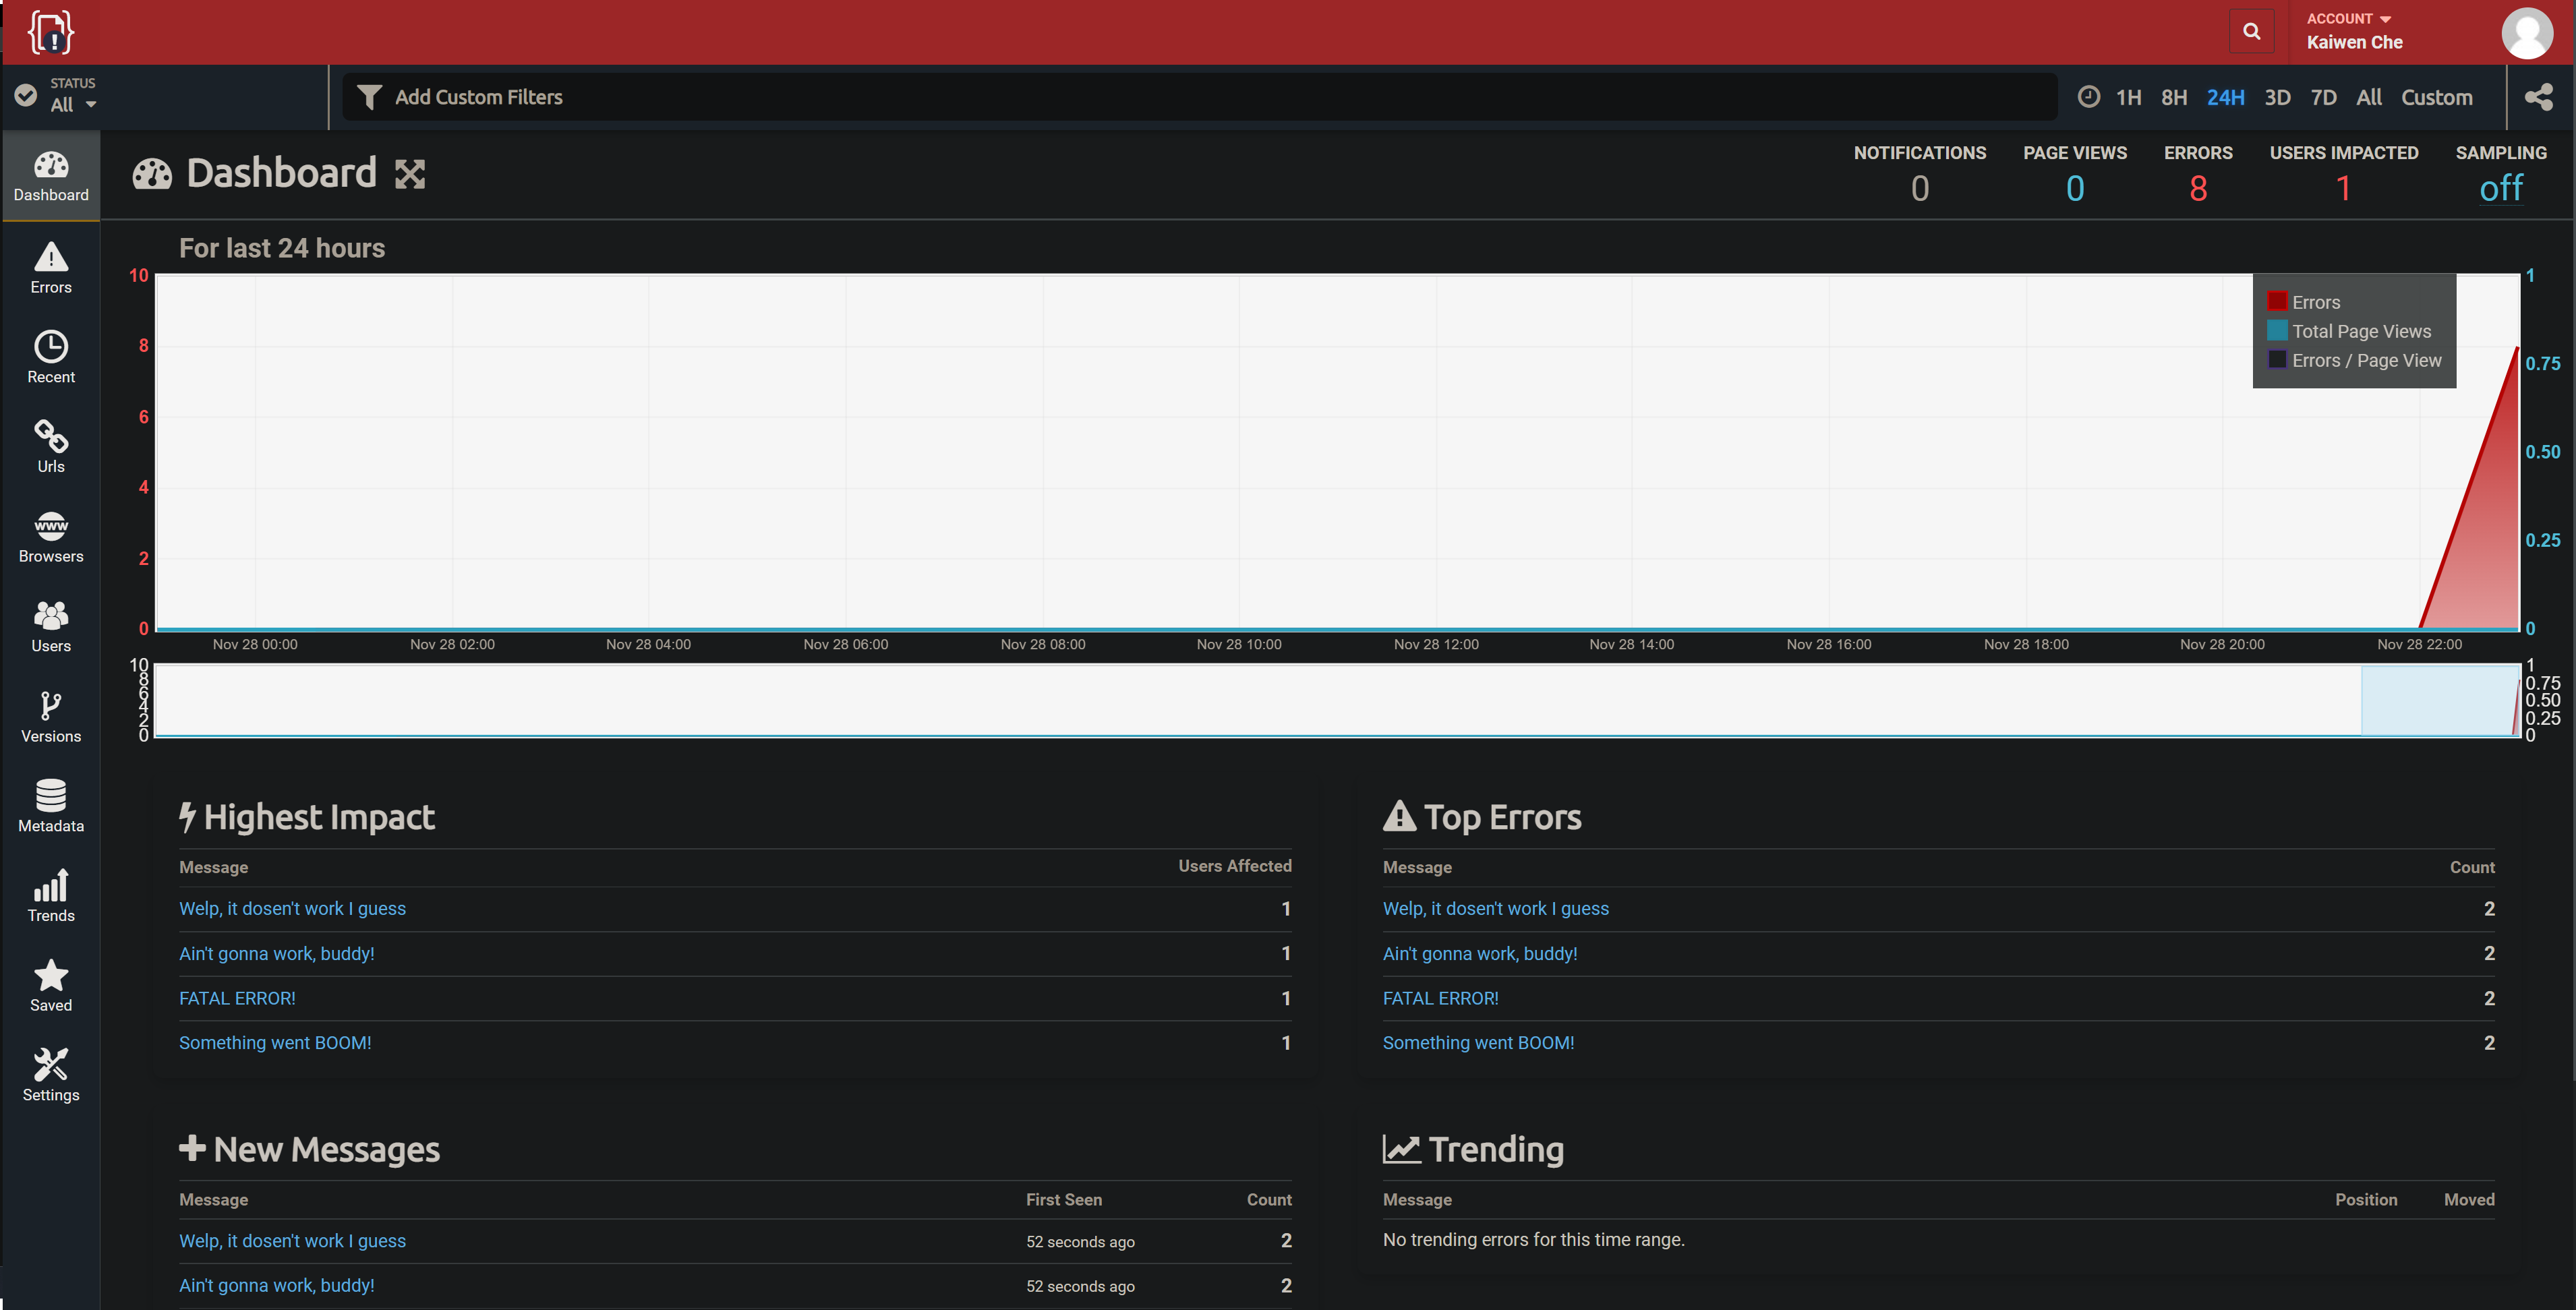 ACCOUNT
Kaiwen Che
STATUS
All
Add Custom Filters
1H 8H 24H 3D 7D All Custom
Dashboard
Errors
Recent
Urls
www
Browsers
Users
Versions
Metadata
Trends
Saved
Settings
Dashboard
NOTIFICATIONS PAGE VIEWS ERRORS USERS IMPACTED SAMPLING
0 0 8 1 off
For last 24 hours
10
8
6
4
2
0
1
0.75
0.50
0.25
0
Errors
Total Page Views
Errors / Page View
Nov 28 00:00 Nov 28 02:00 Nov 28 04:00 Nov 28 06:00 Nov 28 08:00 Nov 28 10:00 Nov 28 12:00 Nov 28 14:00 Nov 28 16:00 Nov 28 18:00 Nov 28 20:00 Nov 28 22:00
10
8
6
4
2
0
1
0.75
0.50
0.25
0
Highest Impact
Message Users Affected
Welp, it dosen't work I guess 1
Ain't gonna work, buddy! 1
FATAL ERROR! 1
Something went BOOM! 1
Top Errors
Message Count
Welp, it dosen't work I guess 2
Ain't gonna work, buddy! 2
FATAL ERROR! 2
Something went BOOM! 2
New Messages
Message First Seen Count
Welp, it dosen't work I guess 52 seconds ago 2
Ain't gonna work, buddy! 52 seconds ago 2
Trending
Message Position Moved
No trending errors for this time range.